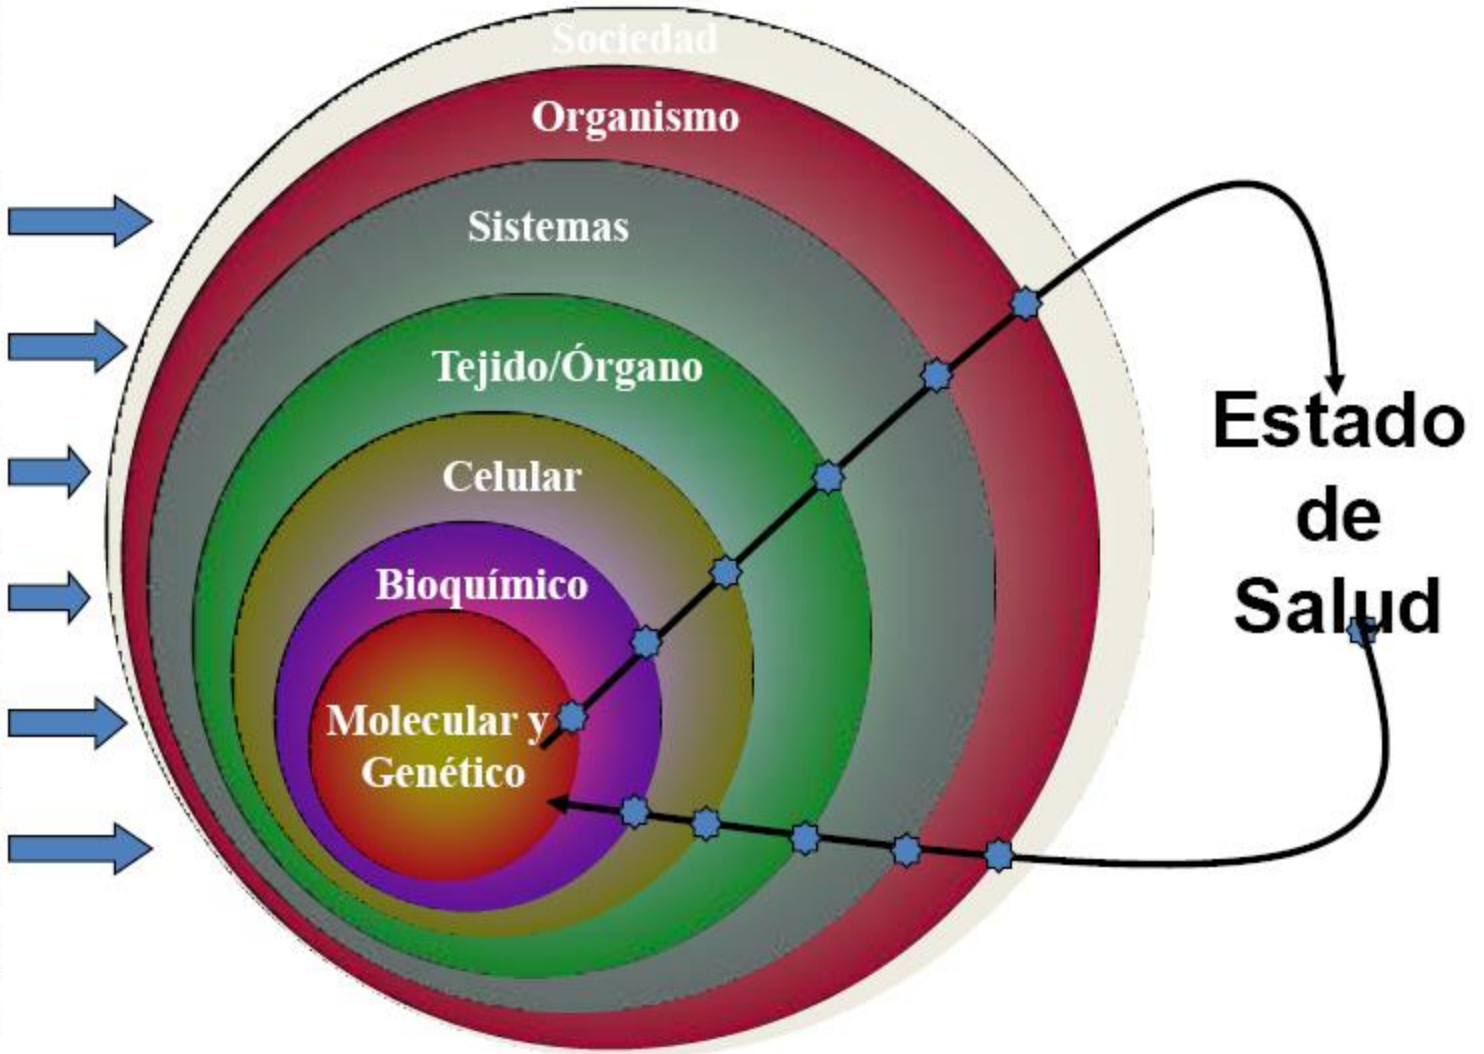 Sociedad
Organismo
Sistemas
Tejido/Órgano
Celular
Bioquímico
Molecular y
Genético
Estado
de
Salud